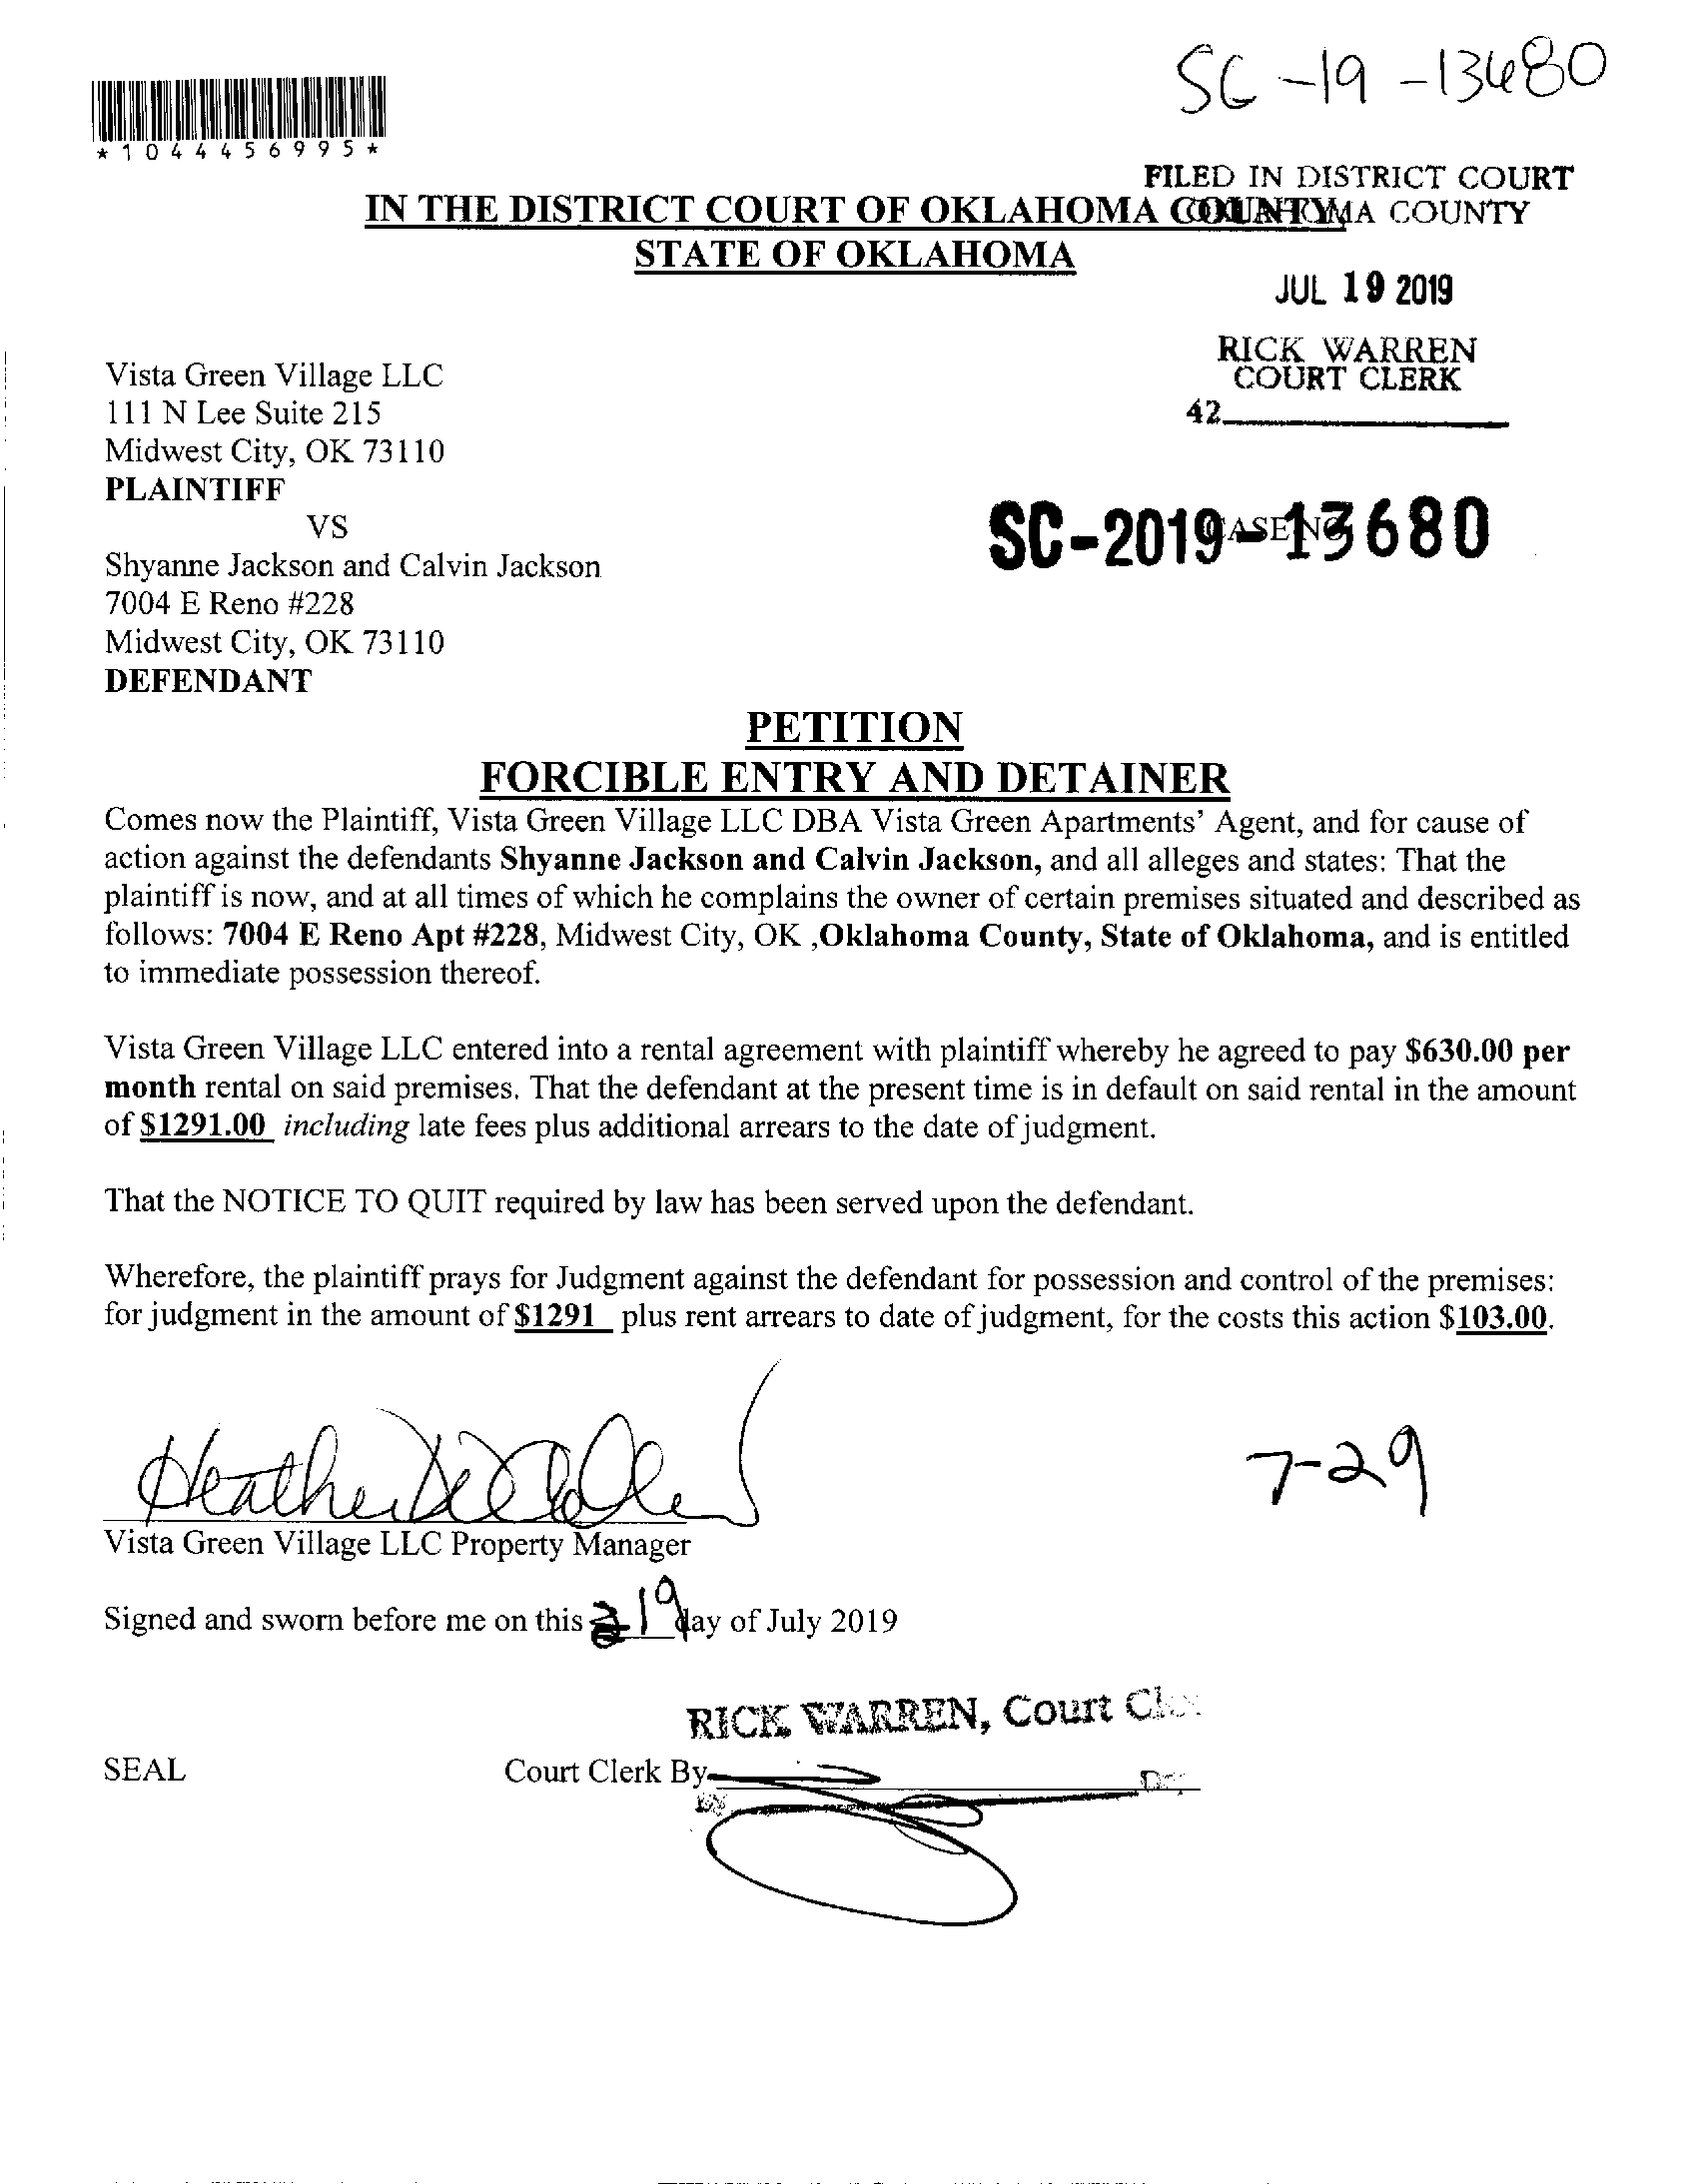 SC-19-13680
*1044456995*
FILED IN DISTRICT COURT
IN THE DISTRICT COURT OF OKLAHOMA COUNTY
OKLAHOMA COUNTY
STATE OF OKLAHOMA
JUL 19 2019
RICK WARREN
COURT CLERK
42
Vista Green Village LLC
111 N Lee Suite 215
Midwest City, OK 73110
PLAINTIFF
VS
SC-2019-13680
CASE NO
Shyanne Jackson and Calvin Jackson
7004 E Reno #228
Midwest City, OK 73110
DEFENDANT
PETITION
FORCIBLE ENTRY AND DETAINER
Comes now the Plaintiff, Vista Green Village LLC DBA Vista Green Apartments’ Agent, and for cause of
action against the defendants Shyanne Jackson and Calvin Jackson, and all alleges and states: That the
plaintiff is now, and at all times of which he complains the owner of certain premises situated and described as
follows: 7004 E Reno Apt #228, Midwest City, OK ,Oklahoma County, State of Oklahoma, and is entitled
to immediate possession thereof.
Vista Green Village LLC entered into a rental agreement with plaintiff whereby he agreed to pay $630.00 per
month rental on said premises. That the defendant at the present time is in default on said rental in the amount
of $1291.00 including late fees plus additional arrears to the date of judgment.
That the NOTICE TO QUIT required by law has been served upon the defendant.
Wherefore, the plaintiff prays for Judgment against the defendant for possession and control of the premises:
for judgment in the amount of $1291 plus rent arrears to date of judgment, for the costs this action $103.00.
Heather
7-29
Vista Green Village LLC Property Manager
Signed and sworn before me on this 19 day of July 2019
RICK WARREN, Court
SEAL
Court Clerk By
By